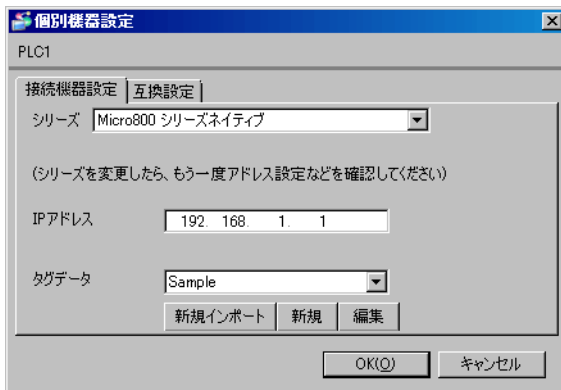 個別機器設定
PLC1
接続機器設定 互換設定
シリーズ Micro800 シリーズネイティブ
(シリーズを変更したら、もう一度アドレス設定などを確認してください)
IPアドレス 192. 168. 1. 1
タグデータ Sample
新規インポート 新規 編集
OK(O) キャンセル